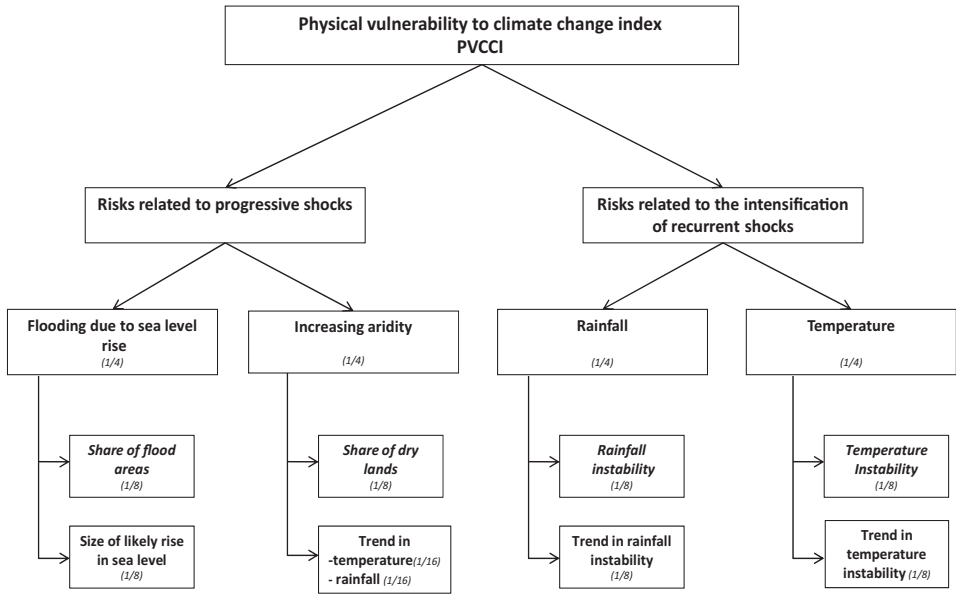 Physical vulnerability to climate change index
PVCCI
Risks related to progressive shocks
Risks related to the intensification
of recurrent shocks
Flooding due to sea level
rise
(1/4)
Increasing aridity
(1/4)
Rainfall
(1/4)
Temperature
(1/4)
Share of flood
areas
(1/8)
Share of dry
lands
(1/8)
Rainfall
instability
(1/8)
Temperature
Instability
(1/8)
Size of likely rise
in sea level
(1/8)
Trend in
-temperature(1/16)
- rainfall (1/16)
Trend in rainfall
instability
(1/8)
Trend in
temperature
instability (1/8)